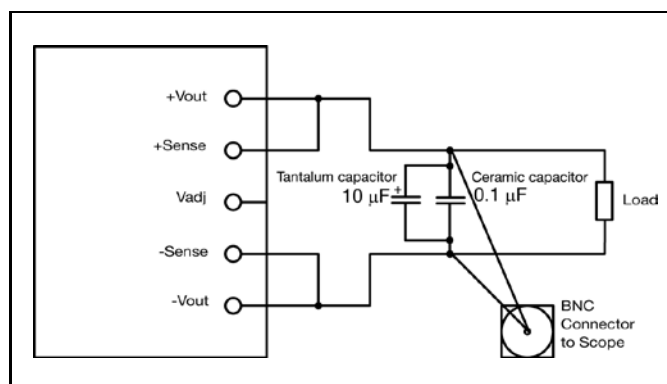 +Vout
+Sense
Vadj
-Sense
-Vout
Tantalum capacitor
10 µF+
Ceramic capacitor
0.1 µF
Load
BNC
Connector
to Scope